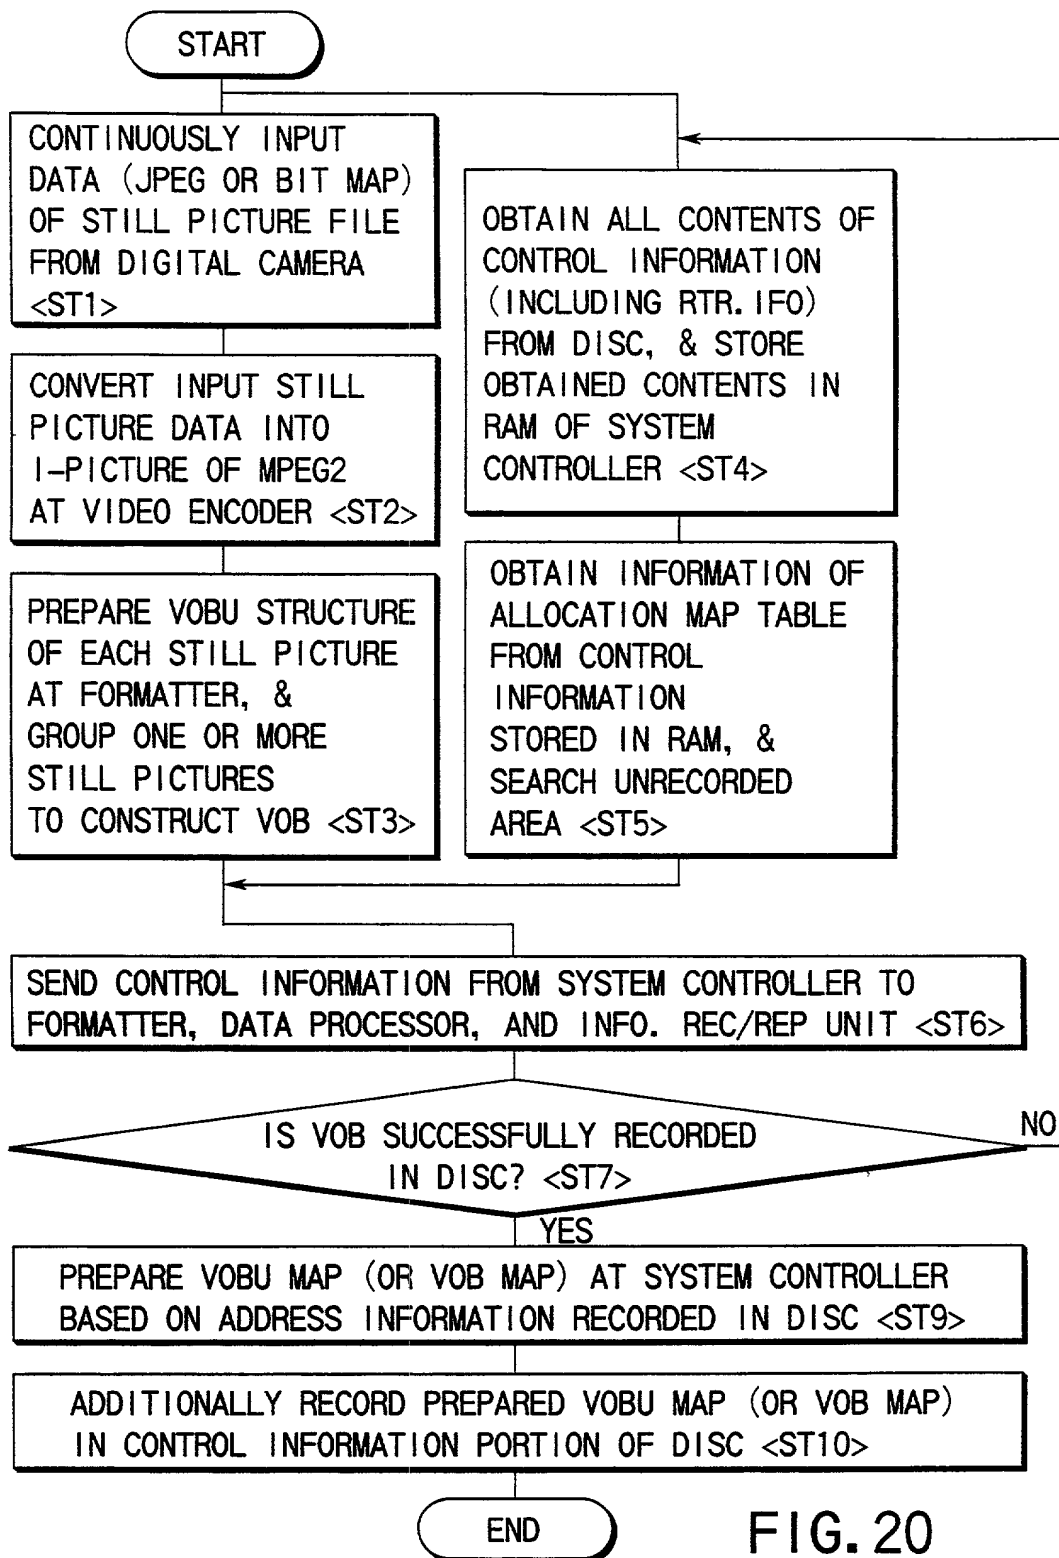 START
CONTINUOUSLY INPUT
DATA (JPEG OR BIT MAP)
OF STILL PICTURE FILE
FROM DIGITAL CAMERA
<ST1>
CONVERT INPUT STILL
PICTURE DATA INTO
I-PICTURE OF MPEG2
AT VIDEO ENCODER <ST2>
PREPARE VOBU STRUCTURE
OF EACH STILL PICTURE
AT FORMATTER, &
GROUP ONE OR MORE
STILL PICTURES
TO CONSTRUCT VOB <ST3>
OBTAIN ALL CONTENTS OF
CONTROL INFORMATION
(INCLUDING RTR.IFO)
FROM DISC, & STORE
OBTAINED CONTENTS IN
RAM OF SYSTEM
CONTROLLER <ST4>
OBTAIN INFORMATION OF
ALLOCATION MAP TABLE
FROM CONTROL
INFORMATION
STORED IN RAM, &
SEARCH UNRECORDED
AREA <ST5>
SEND CONTROL INFORMATION FROM SYSTEM CONTROLLER TO
FORMATTER, DATA PROCESSOR, AND INFO. REC/REP UNIT <ST6>
IS VOB SUCCESSFULLY RECORDED
IN DISC? <ST7>
NO
YES
PREPARE VOBU MAP (OR VOB MAP) AT SYSTEM CONTROLLER
BASED ON ADDRESS INFORMATION RECORDED IN DISC <ST9>
ADDITIONALLY RECORD PREPARED VOBU MAP (OR VOB MAP)
IN CONTROL INFORMATION PORTION OF DISC <ST10>
END
FIG. 20